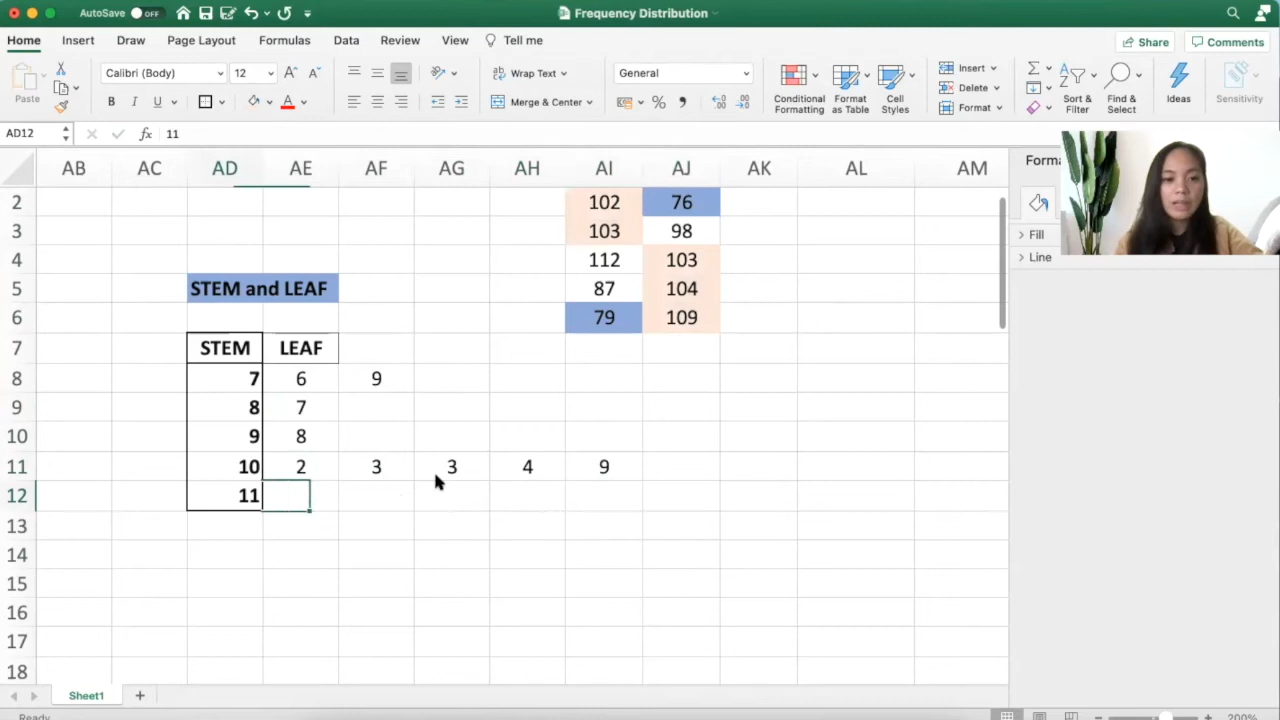 AutoSave OFF Frequency Distribution
Home Insert Draw Page Layout Formulas Data Review View Tell me Share Comments
Paste Calibri (Body) 12 A A Wrap Text General Insert Σ
B I U A Merge & Center % Delete
Conditional Formatting Format as Table Cell Styles Format Sort & Filter Find & Select Ideas Sensitivity
AD12 fx 11
AB AC AD AE AF AG AH AI AJ AK AL AM
2 102 76
3 103 98
4 112 103
5 STEM and LEAF 87 104
6 79 109
7 STEM LEAF
8 7 6 9
9 8 7
10 9 8
11 10 2 3 3 4 9
12 11
13
14
15
16
17
18
Forma
Fill
Line
Sheet1 +
Ready 200%